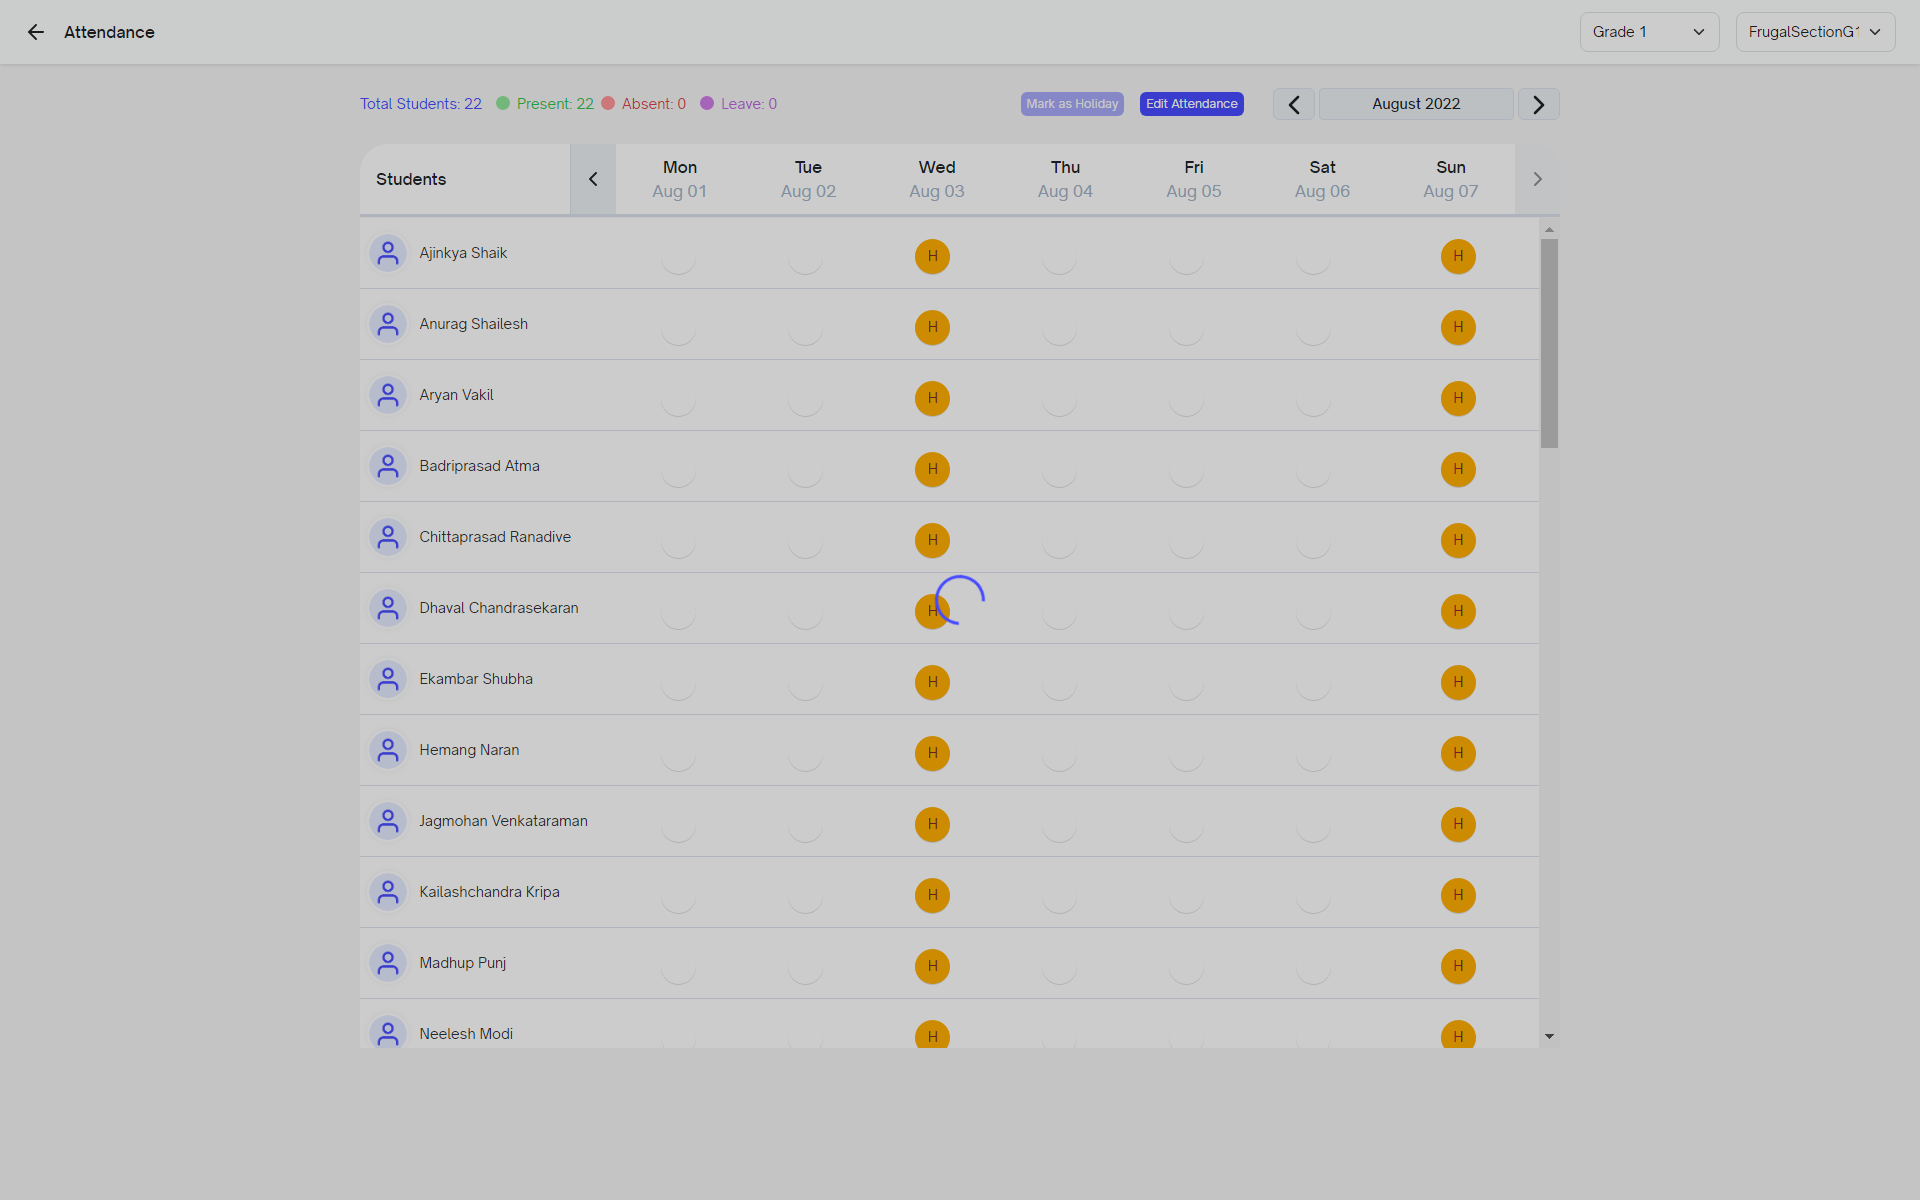 Attendance
Grade 1
FrugalSectionG1
Total Students: 22 Present: 22 Absent: 0 Leave: 0
Mark as Holiday
Edit Attendance
August 2022
Students
Mon Tue Wed Thu Fri Sat Sun
Aug 01 Aug 02 Aug 03 Aug 04 Aug 05 Aug 06 Aug 07
Ajinkya Shaik H H
Anurag Shailesh H H
Aryan Vakil H H
Badriprasad Atma H H
Chittaprasad Ranadive H H
Dhaval Chandrasekaran H H
Ekambar Shubha H H
Hemang Naran H H
Jagmohan Venkataraman H H
Kailashchandra Kripa H H
Madhup Punj H H
Neelesh Modi H H